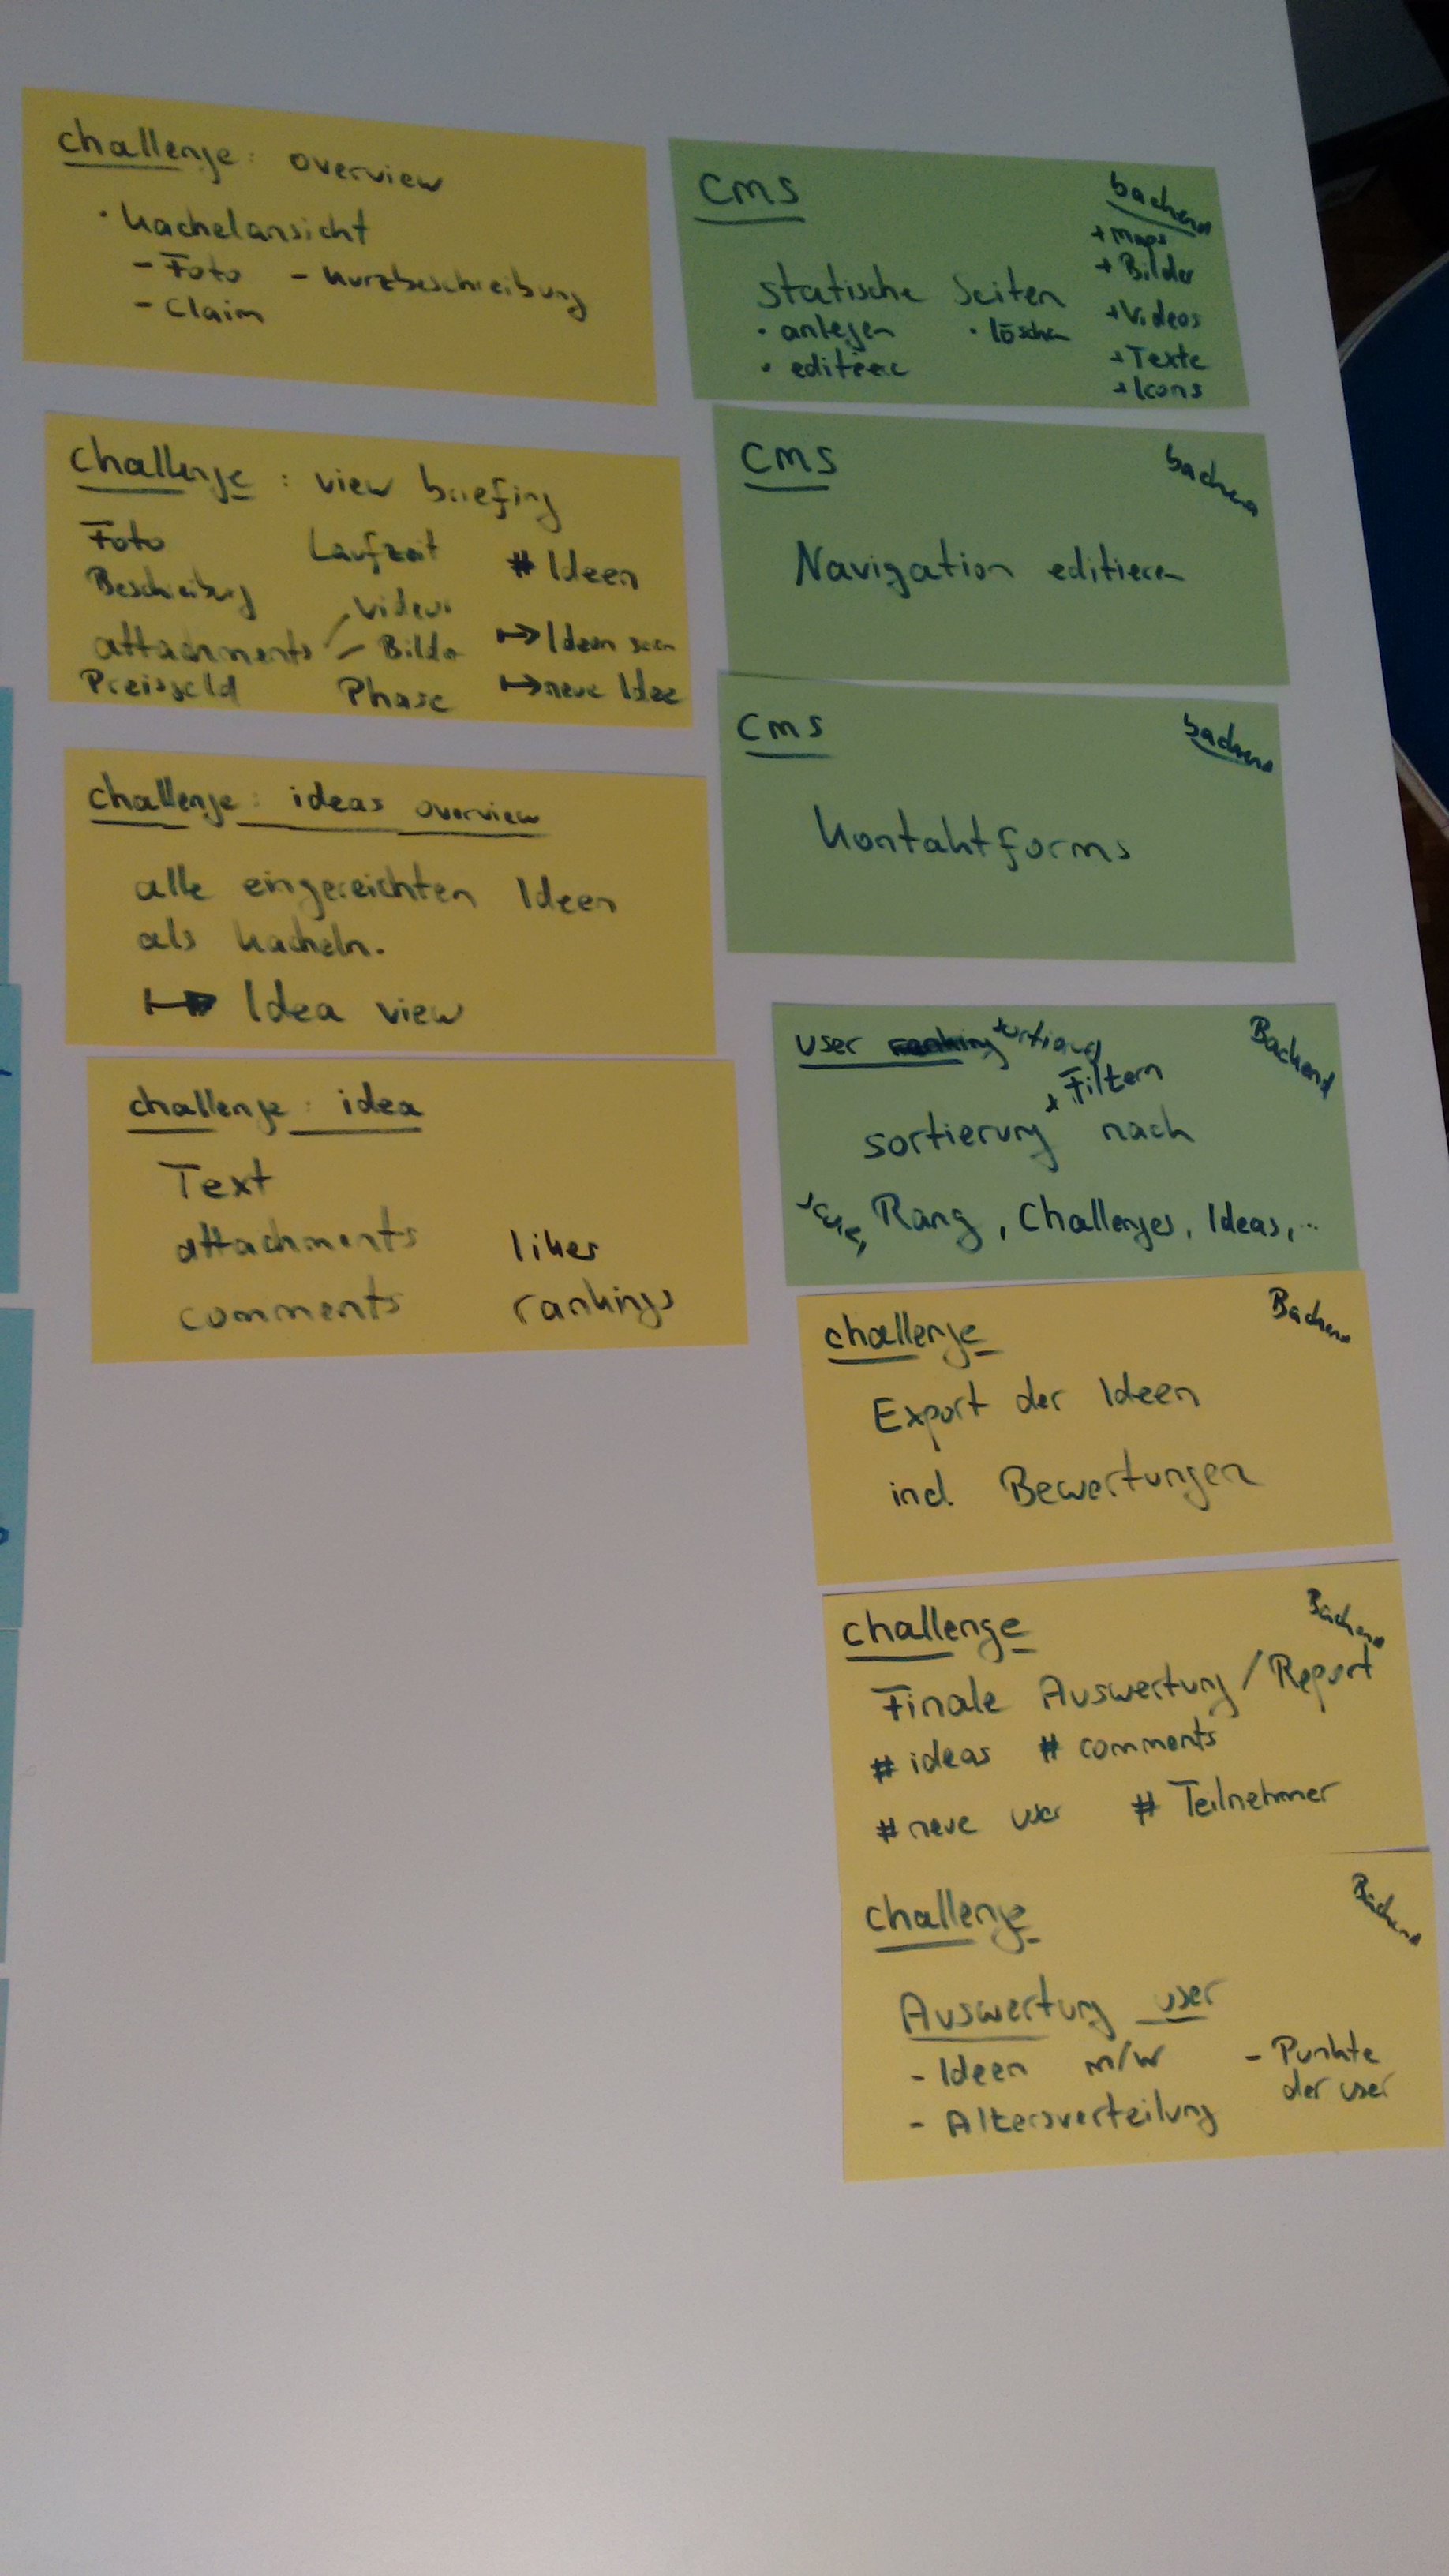 challenge: overview
· Kachelansicht
- Foto - Kurzbeschreibung
- Claim
challenge: view briefing
Foto Laufzeit # Ideen
Beschreibung Videos
attachments - Bilder ↦ Ideen
Preisgeld Phase ↦ neue Idee
challenge: ideas overview
alle eingereichten Ideen
als Kacheln.
↦ Idea view
challenge: idea
Text
attachments likes
comments rankings
CMS
backend
+ Maps
+ Bilder
+ Videos
+ Texte
+ Icons
statische Seiten
· anlegen · löschen
· editieren
CMS backend
Navigation editieren
CMS backend
Kontaktforms
user Backend
+ Filtern
sortierung nach
Rang, Challenges, Ideas, ...
challenge Backend
Export der Ideen
incl. Bewertungen
challenge Backend
Finale Auswertung / Report
# ideas # comments
# neue user # Teilnehmer
challenge Backend
Auswertung user
- Ideen m/w - Punkte
der user
- Altersverteilung